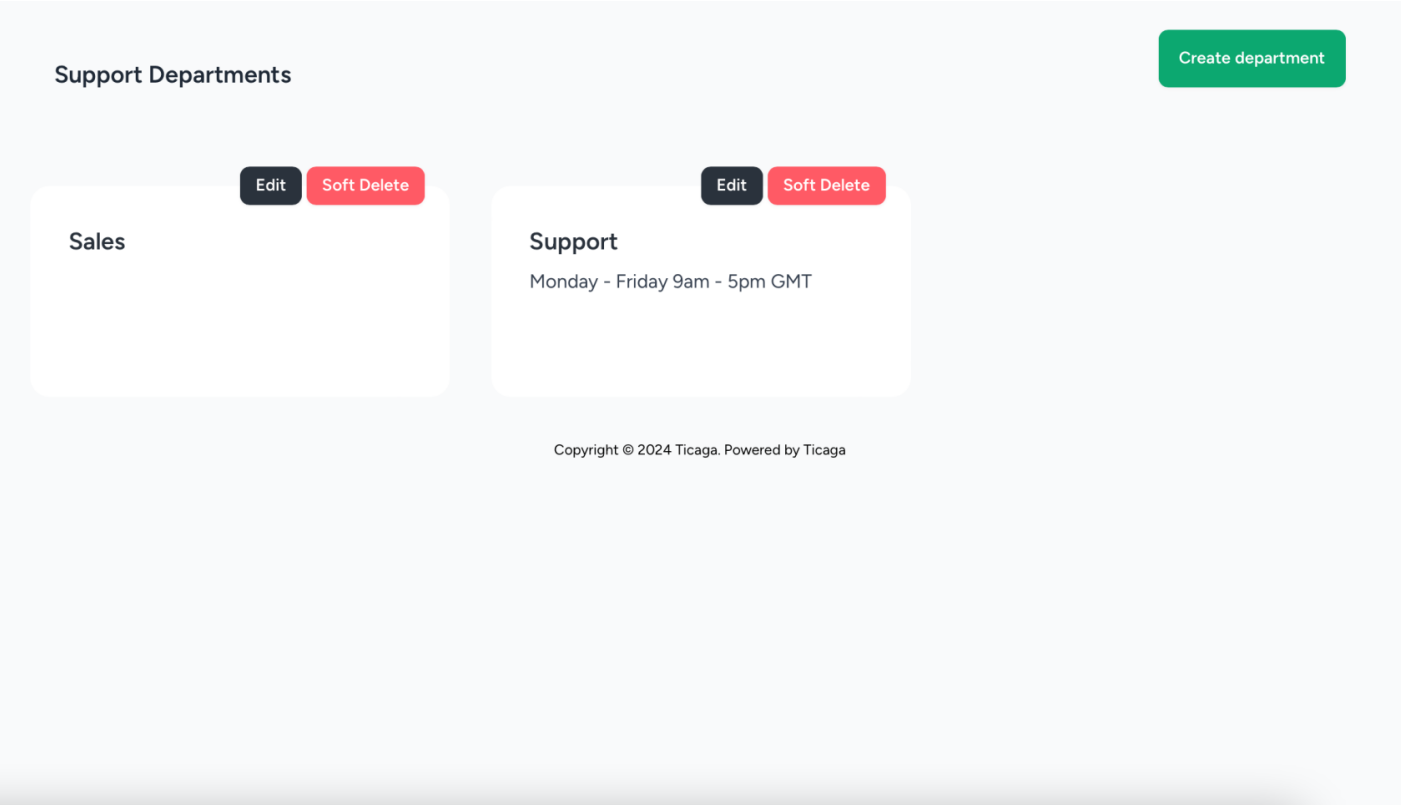 Support Departments
Create department
Edit
Soft Delete
Sales
Edit
Soft Delete
Support
Monday - Friday 9am - 5pm GMT
Copyright © 2024 Ticaga. Powered by Ticaga